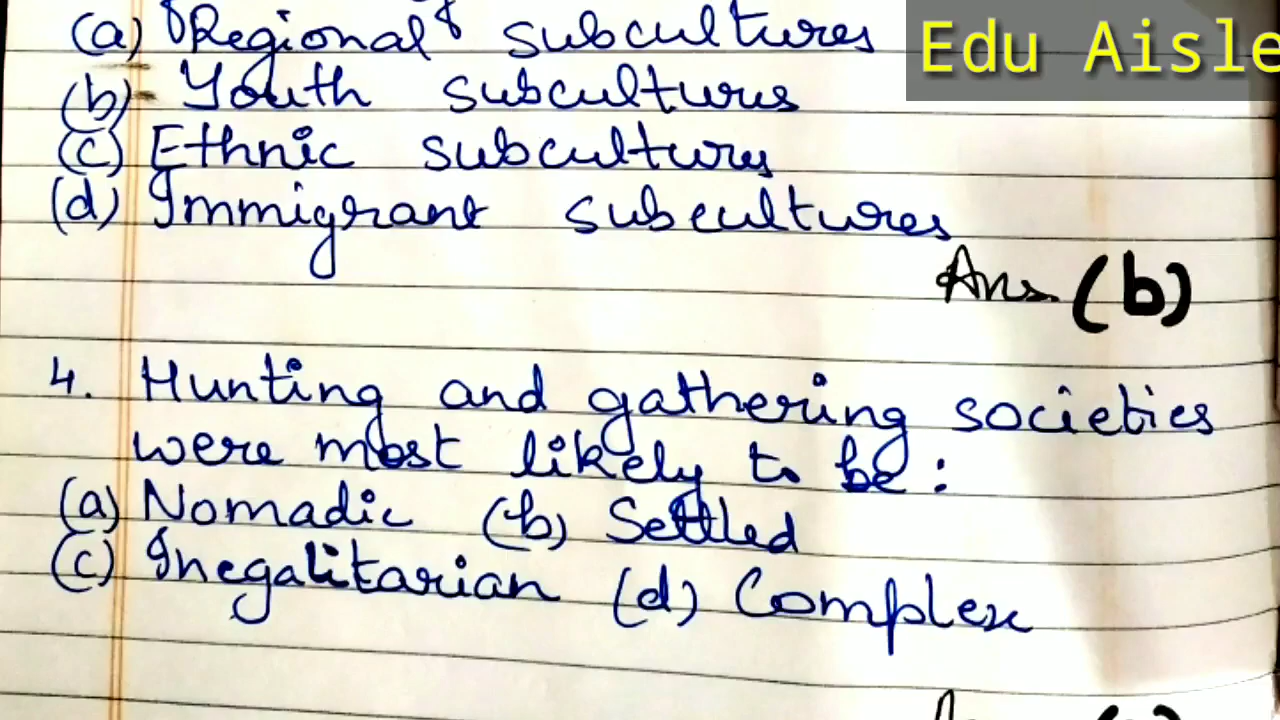 (a) Regional subcultures
Edu Aisle
(b) Youth subcultures
(c) Ethnic subcultures
(d) Immigrant subcultures
Ans (b)
4. Hunting and gathering societies
were most likely to be :
(a) Nomadic (b) Settled
(c) Inegalitarian (d) Complex